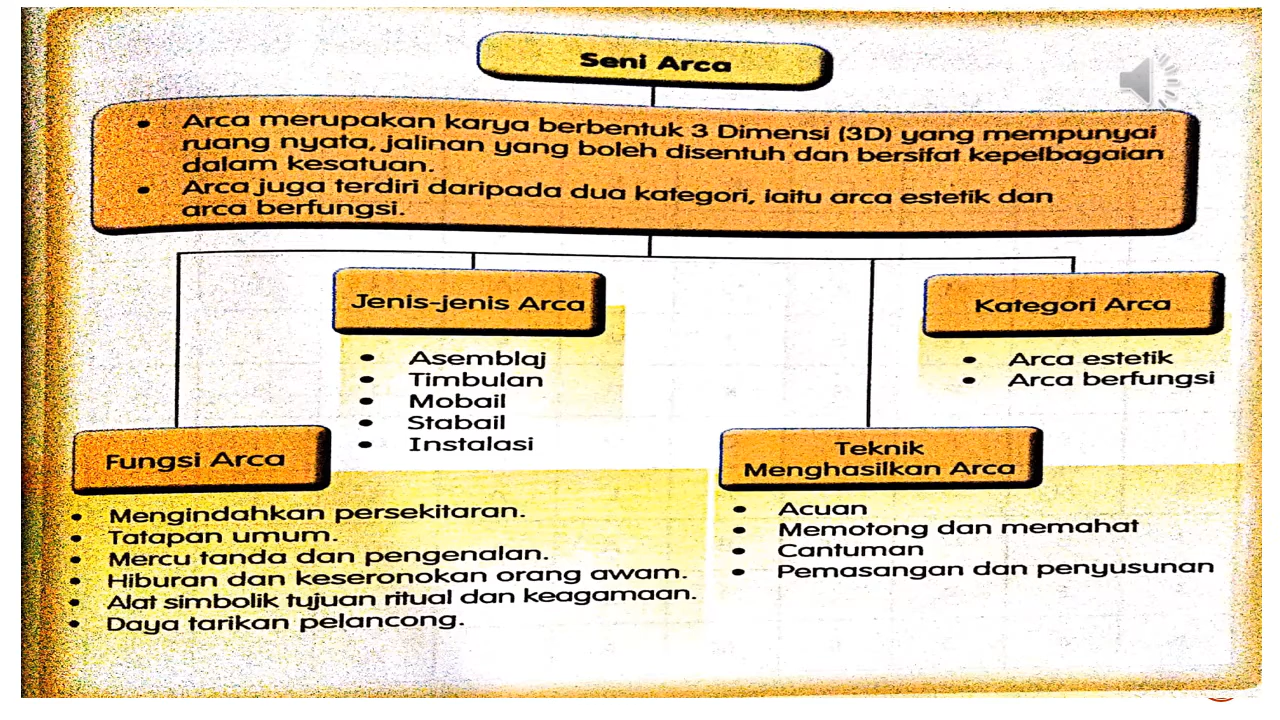 Seni Arca
• Arca merupakan karya berbentuk 3 Dimensi (3D) yang mempunyai
ruang nyata, jalinan yang boleh disentuh dan bersifat kepelbagaian
dalam kesatuan.
• Arca juga terdiri daripada dua kategori, iaitu arca estetik dan
arca berfungsi.
Jenis-jenis Arca
• Asemblaj
• Timbulan
• Mobail
• Stabail
• Instalasi
Kategori Arca
• Arca estetik
• Arca berfungsi
Fungsi Arca
• Mengindahkan persekitaran.
• Tatapan umum.
• Mercu tanda dan pengenalan.
• Hiburan dan keseronokan orang awam.
• Alat simbolik tujuan ritual dan keagamaan.
• Daya tarikan pelancong.
Teknik
Menghasilkan Arca
• Acuan
• Memotong dan memahat
• Cantuman
• Pemasangan dan penyusunan